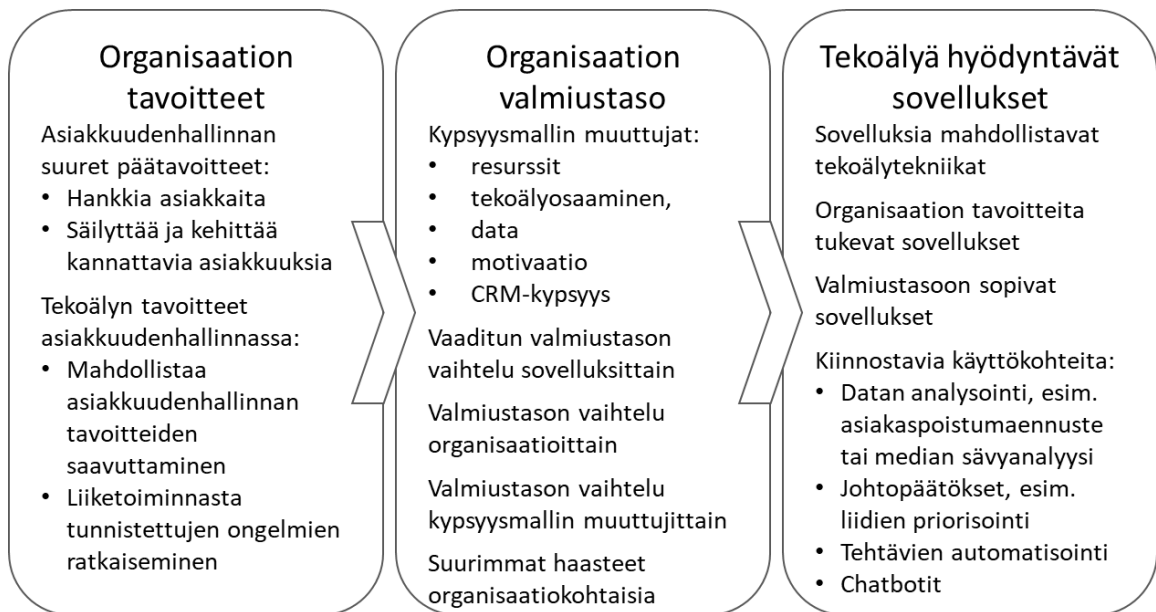 Organisaation
tavoitteet
Asiakkuudenhallinnan
suuret päätavoitteet:
• Hankkia asiakkaita
• Säilyttää ja kehittää
kannattavia asiakkuuksia
Tekoälyn tavoitteet
asiakkuudenhallinnassa:
• Mahdollistaa
asiakkuudenhallinnan
tavoitteiden
saavuttaminen
• Liiketoiminnasta
tunnistettujen ongelmien
ratkaiseminen
Organisaation
valmiustaso
Kypsyysmallin muuttujat:
• resurssit
• tekoälyosaaminen,
• data
• motivaatio
• CRM-kypsyys
Vaaditun valmiustason
vaihtelu sovelluksittain
Valmiustason vaihtelu
organisaatioittain
Valmiustason vaihtelu
kypsyysmallin muuttujittain
Suurimmat haasteet
organisaatiokohtaisia
Tekoälyä hyödyntävät
sovellukset
Sovelluksia mahdollistavat
tekoälytekniikat
Organisaation tavoitteita
tukevat sovellukset
Valmiustasoon sopivat
sovellukset
Kiinnostavia käyttökohteita:
• Datan analysointi, esim.
asiakaspoistumaennuste
tai median sävyanalyysi
• Johtopäätökset, esim.
liidien priorisointi
• Tehtävien automatisointi
• Chatbotit